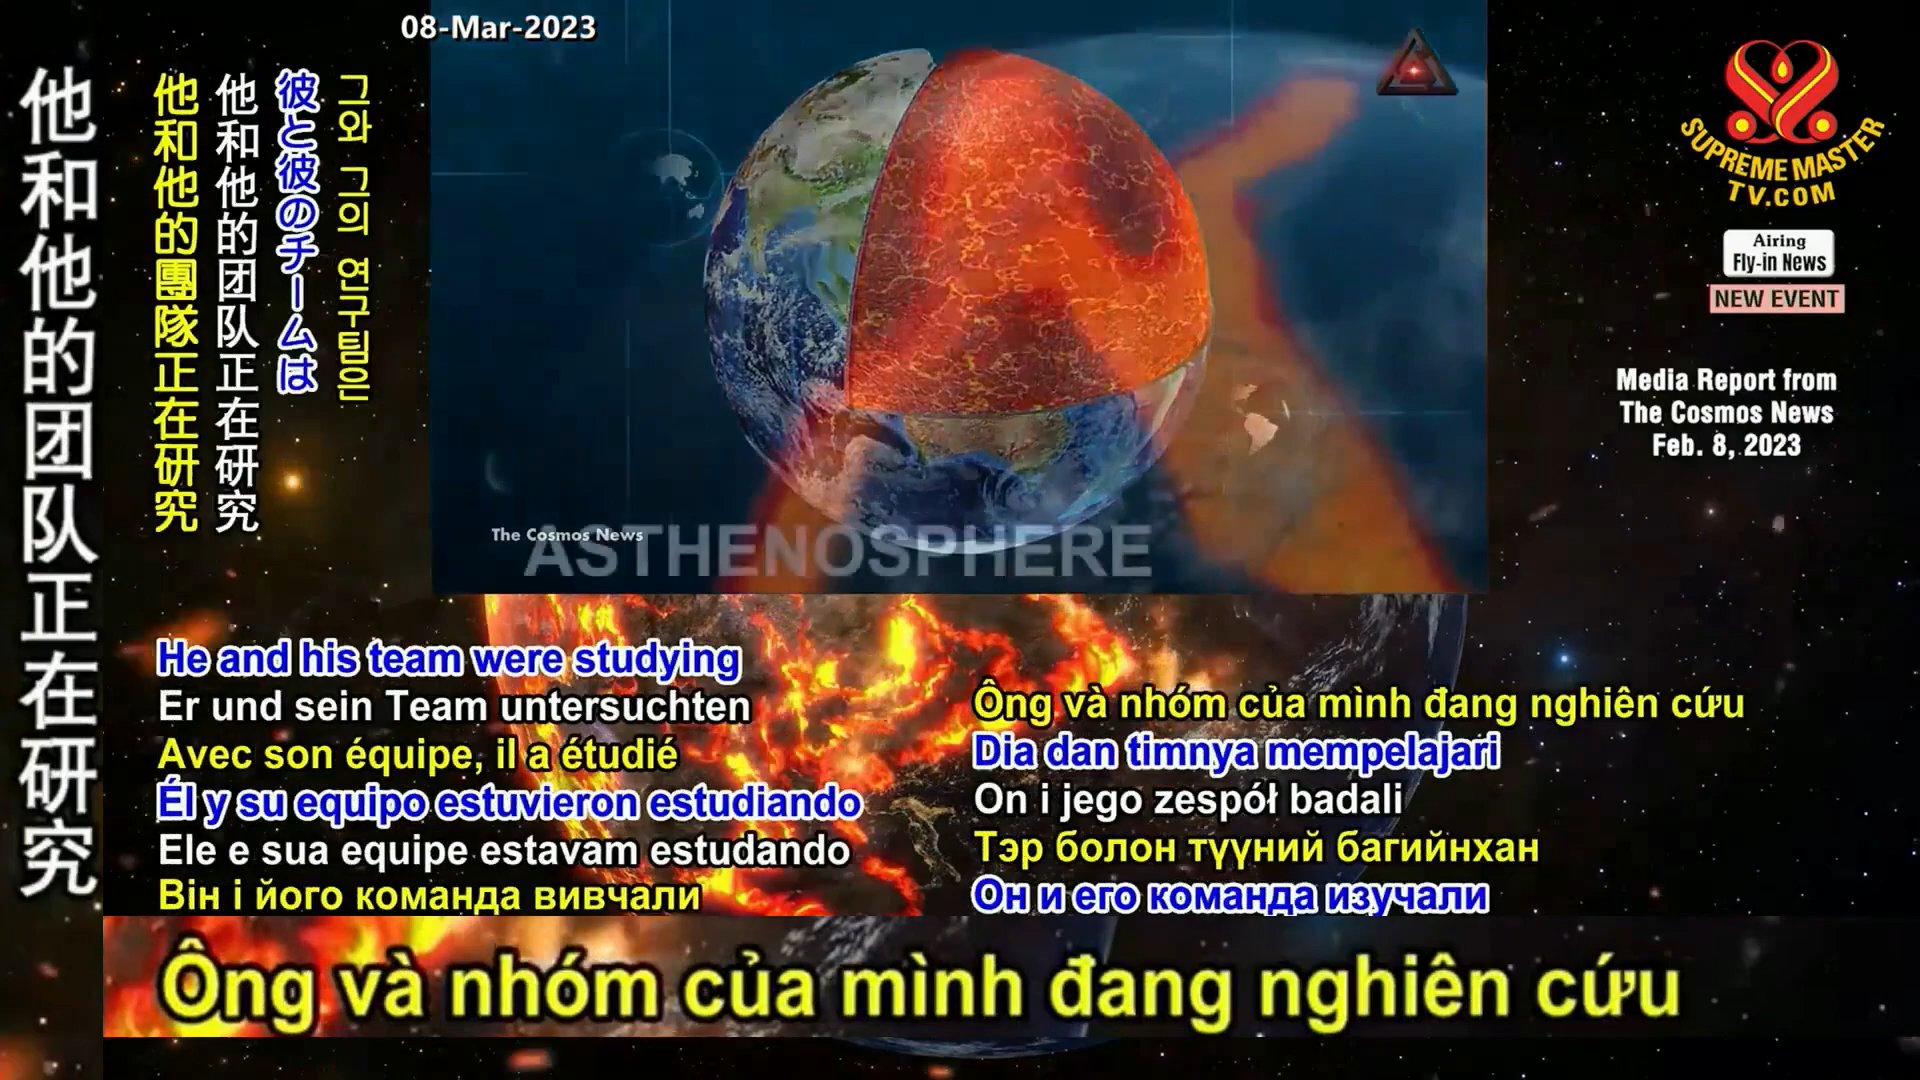 08-Mar-2023
他和他的团队正在研究
他和他的團隊正在研究
他和他的团队正在研究
彼と彼のチームは
그와 그의 연구팀은
SUPREME MASTER
TV.COM
Airing
Fly-in News
NEW EVENT
Media Report from
The Cosmos News
Feb. 8, 2023
The Cosmos News
ASTHENOSPHERE
He and his team were studying
Er und sein Team untersuchten
Avec son équipe, il a étudié
Él y su equipo estuvieron estudiando
Ele e sua equipe estavam estudando
Він і його команда вивчали
Ông và nhóm của mình đang nghiên cứu
Dia dan timnya mempelajari
On i jego zespół badali
Тэр болон түүний багийнхан
Он и его команда изучали
Ông và nhóm của mình đang nghiên cứu